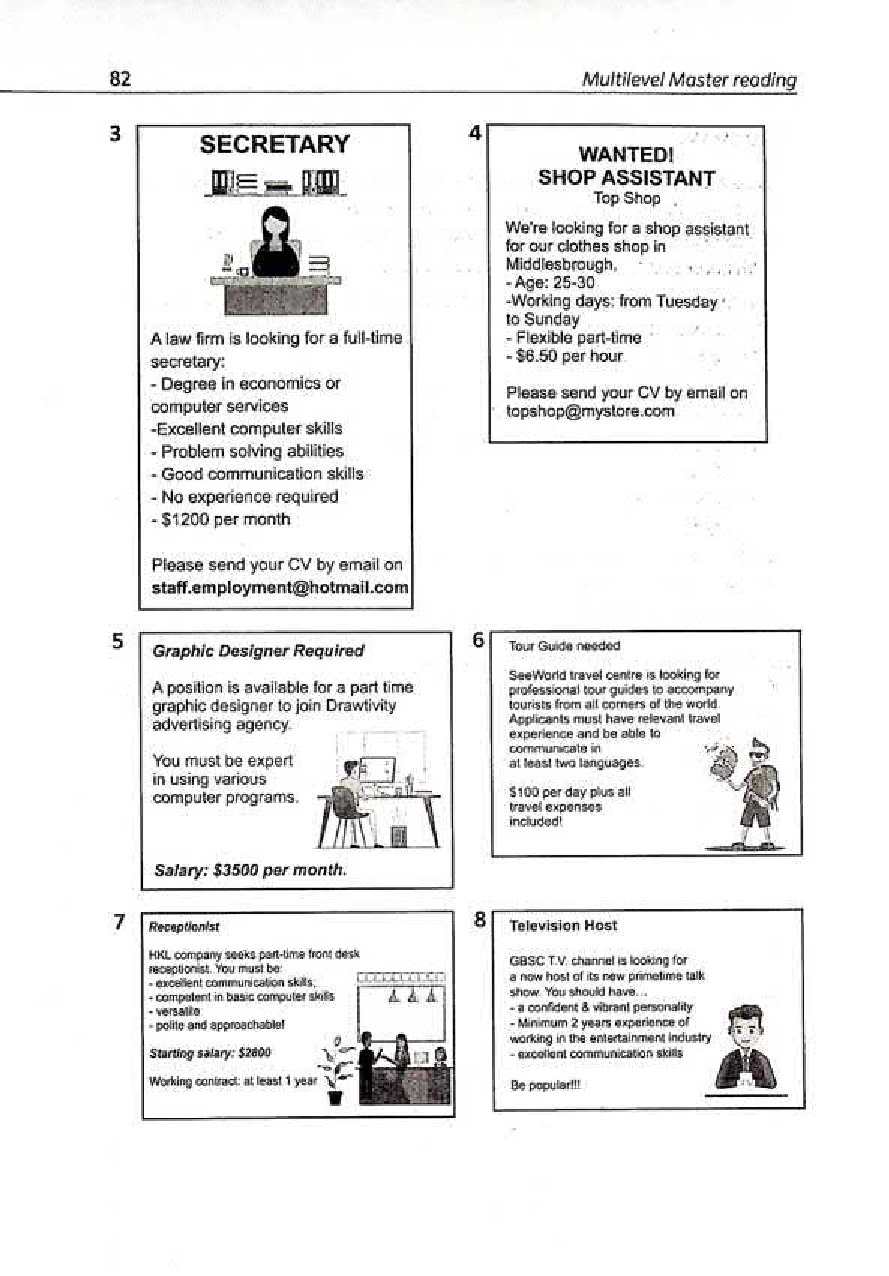 82
Multilevel Master reading
3
SECRETARY
A law firm is looking for a full-time
secretary:
- Degree in economics or
computer services
-Excellent computer skills
- Problem solving abilities
- Good communication skills
- No experience required
- $1200 per month
Please send your CV by email on
staff.employment@hotmail.com
4
WANTED!
SHOP ASSISTANT
Top Shop
We're looking for a shop assistant
for our clothes shop in
Middlesbrough.
- Age: 25-30
-Working days: from Tuesday
to Sunday
- Flexible part-time
- $6.50 per hour
Please send your CV by email on
topshop@mystore.com
5
Graphic Designer Required
A position is available for a part time
graphic designer to join Drawtivity
advertising agency.
You must be expert
in using various
computer programs.
Salary: $3500 per month.
6
Tour Guide needed
SeeWorld travel centre is looking for
professional tour guides to accompany
tourists from all corners of the world.
Applicants must have relevant travel
experience and be able to
communicate in
at least two languages.
$100 per day plus all
travel expenses
included!
7
Receptionist
HKL company seeks part-time front desk
receptionist. You must be:
- excellent communication skills;
- competent in basic computer skills
- versatile
- polite and approachable!
Starting salary: $2800
Working contract: at least 1 year
8
Television Host
GBSC T.V. channel is looking for
a new host of its new primetime talk
show. You should have...
- a confident & vibrant personality
- Minimum 2 years experience of
working in the entertainment industry
- excellent communication skills
Be popular!!!